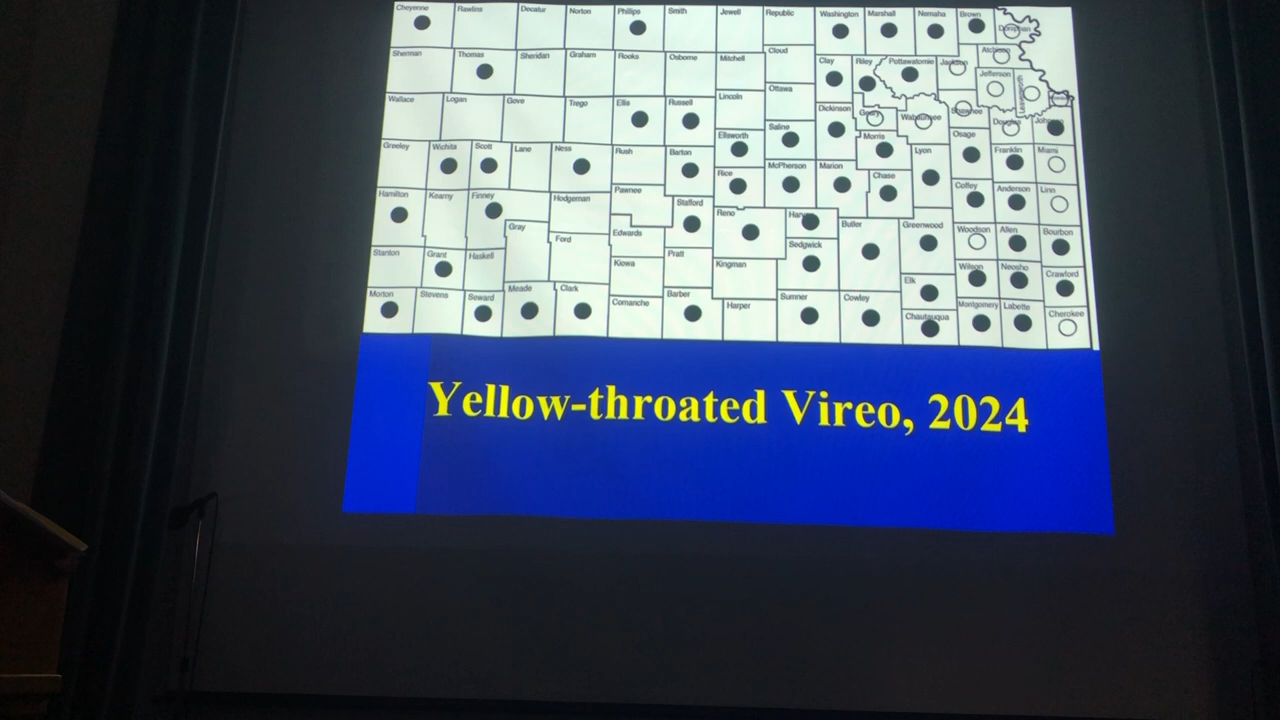 Cheyenne Rawlins Decatur Norton Phillips Smith Jewell Republic Washington Marshall Nemaha Brown Doniphan
Sherman Thomas Sheridan Graham Rooks Osborne Mitchell Cloud Clay Riley Pottawatomie Jackson Atchison
Jefferson Leavenworth
Wallace Logan Gove Trego Ellis Russell Lincoln Ottawa Dickinson Geary Wabaunsee Shawnee Douglas Johnson
Greeley Wichita Scott Lane Ness Rush Barton Ellsworth Saline Morris Lyon Osage Franklin Miami
Rice McPherson Marion Chase
Hamilton Kearny Finney Hodgeman Pawnee Stafford Reno Harvey Butler Greenwood Coffey Anderson Linn
Gray Ford Edwards Sedgwick Woodson Allen Bourbon
Stanton Grant Haskell Kiowa Pratt Kingman Elk Wilson Neosho Crawford
Morton Stevens Seward Meade Clark Comanche Barber Harper Sumner Cowley Chautauqua Montgomery Labette Cherokee
Yellow-throated Vireo, 2024